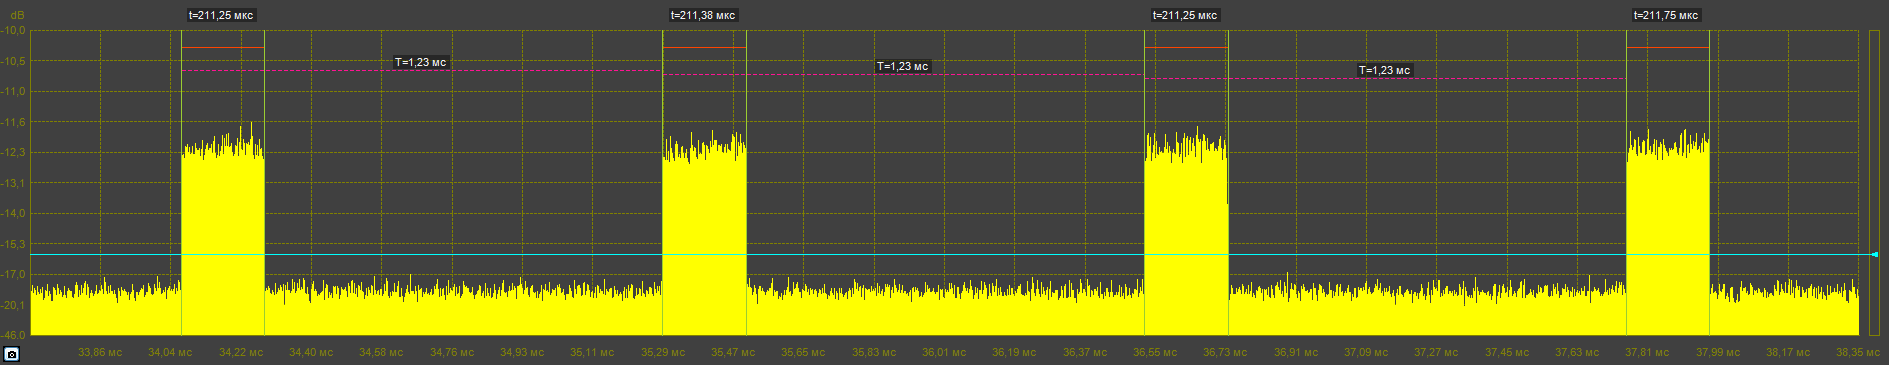 dB
t=211,25 мкс
t=211,38 мкс
t=211,25 мкс
t=211,75 мкс
-10,0
-10,5
-11,0
-11,6
-12,3
-13,1
-14,0
-15,3
-17,0
-20,1
-46.0
T=1,23 мс
T=1,23 мс
T=1,23 мс
33,86 мс
34,04 мс
34,22 мс
34,40 мс
34,58 мс
34,76 мс
34,93 мс
35,11 мс
35,29 мс
35,47 мс
35,65 мс
35,83 мс
36,01 мс
36,19 мс
36,37 мс
36,55 мс
36,73 мс
36,91 мс
37,09 мс
37,27 мс
37,45 мс
37,63 мс
37,81 мс
37,99 мс
38,17 мс
38,35 мс